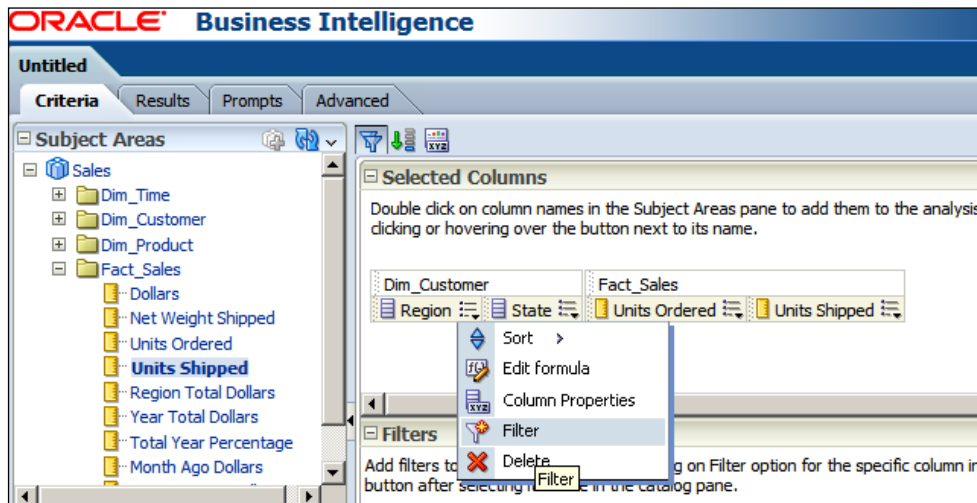 ORACLE Business Intelligence
Untitled
Criteria Results Prompts Advanced
Subject Areas
Sales
Dim_Time
Dim_Customer
Dim_Product
Fact_Sales
Dollars
Net Weight Shipped
Units Ordered
Units Shipped
Region Total Dollars
Year Total Dollars
Total Year Percentage
Month Ago Dollars
XYZ
Selected Columns
Double click on column names in the Subject Areas pane to add them to the analysis
clicking or hovering over the button next to its name.
Dim_Customer Fact_Sales
Region State Units Ordered Units Shipped
Sort
Edit formula
Column Properties
Filter
Delete
Filter
Filters
Add filters to g on Filter option for the specific column in
button after selecting in the catalog pane.